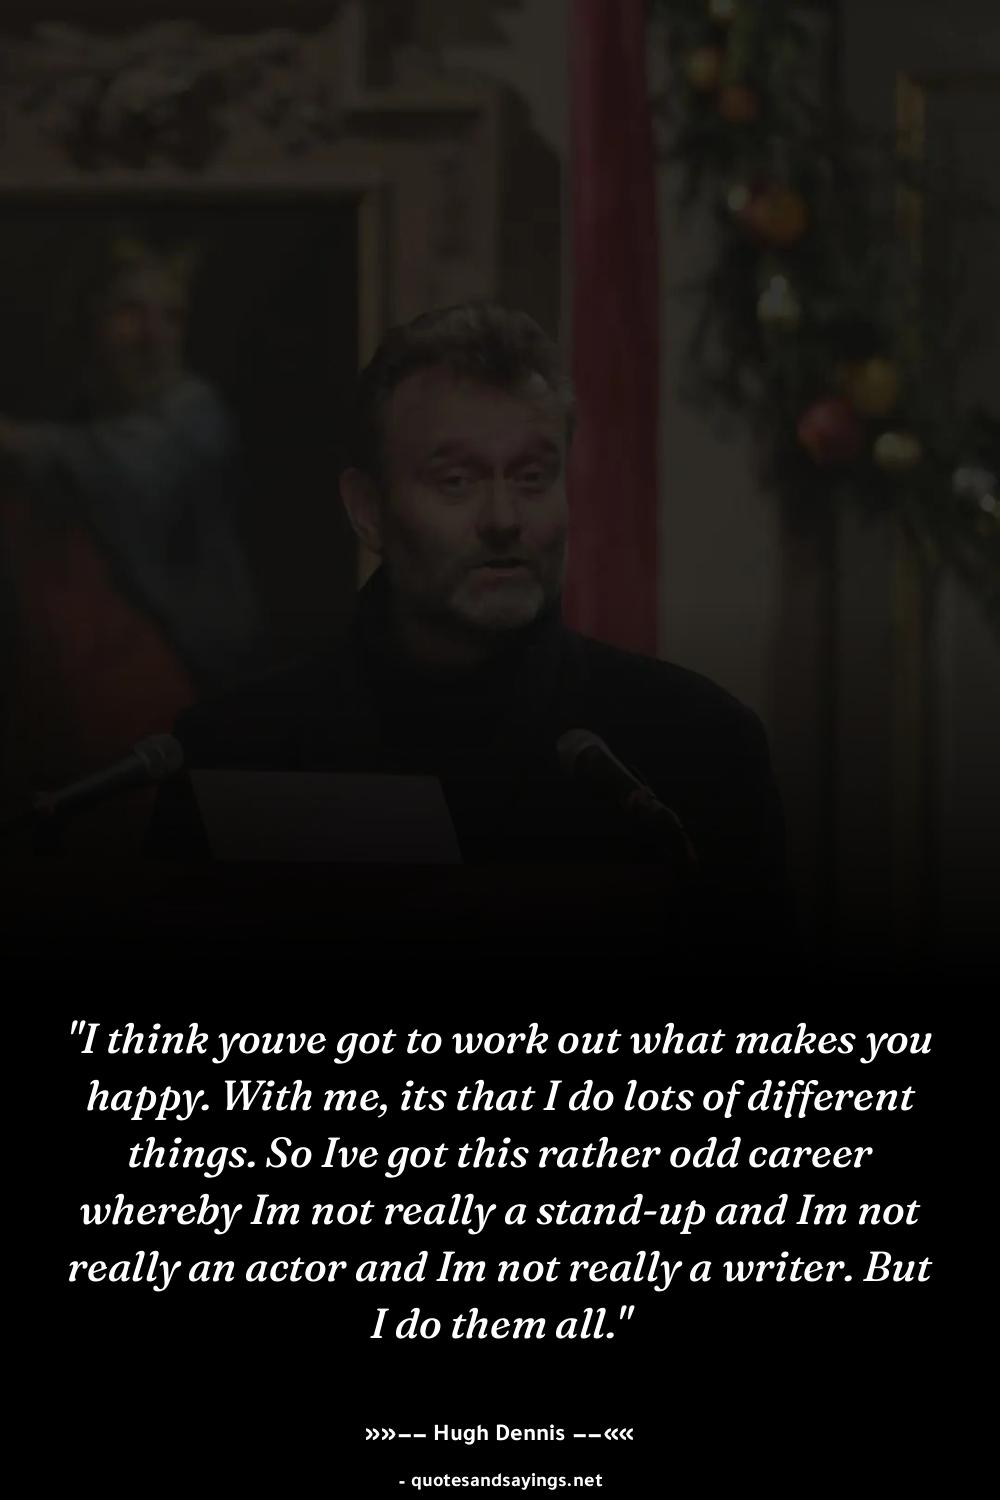 "I think youve got to work out what makes you
happy. With me, its that I do lots of different
things. So Ive got this rather odd career
whereby Im not really a stand-up and Im not
really an actor and Im not really a writer. But
I do them all."
»»−− Hugh Dennis −−««
- quotesandsayings.net